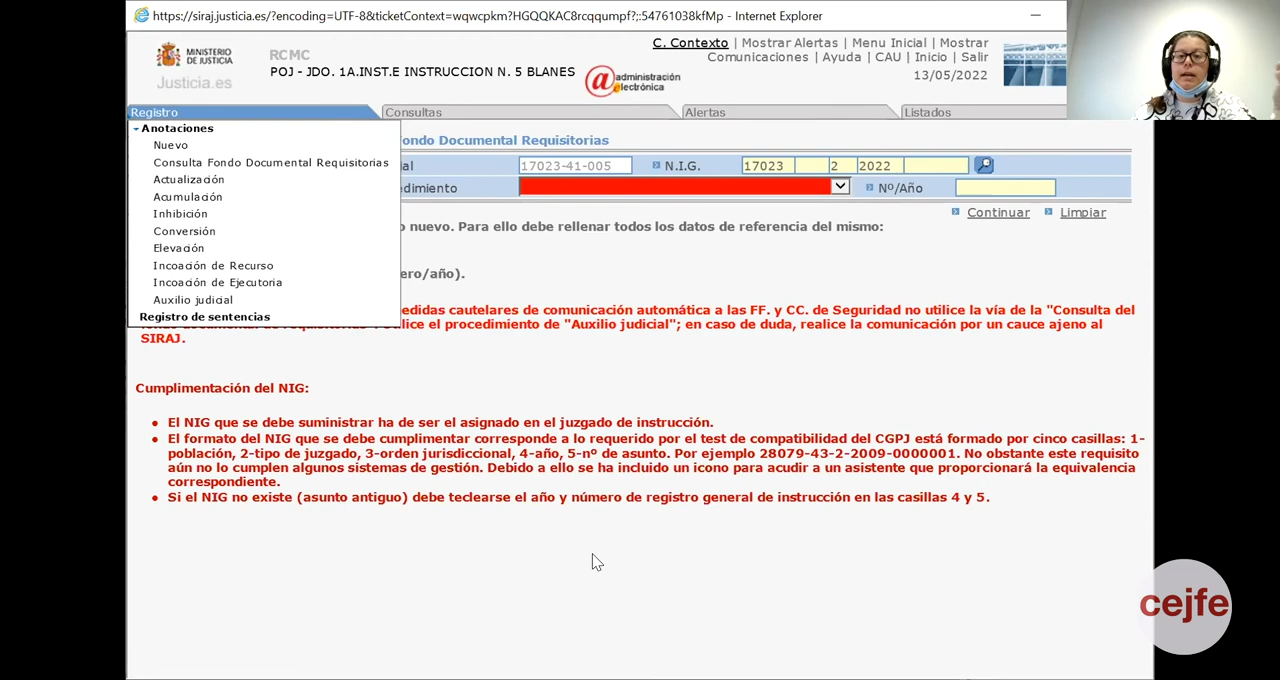 https://siraj.justicia.es/?encoding=UTF-8&ticketContext=wqwcpkm?HGQQKAC8rcqqumpf?;:54761038kfMp - Internet Explorer
MINISTERIO DE JUSTICIA
Justicia.es
RCMC
POJ - JDO. 1A.INST.E INSTRUCCION N. 5 BLANES
administración electrónica
C. Contexto | Mostrar Alertas | Menu Inicial | Mostrar
Comunicaciones | Ayuda | CAU | Inicio | Salir
13/05/2022
Registro Consultas Alertas Listados
Anotaciones
Nuevo
Consulta Fondo Documental Requisitorias
Actualización
Acumulación
Inhibición
Conversión
Elevación
Incoación de Recurso
Incoación de Ejecutoria
Auxilio judicial
Registro de sentencias
ondo Documental Requisitorias
al 17023-41-005 N.I.G. 17023 2 2022
edimiento Nº/Año
Continuar Limpiar
o nuevo. Para ello debe rellenar todos los datos de referencia del mismo:
ero/año).
edidas cautelares de comunicación automática a las FF. y CC. de Seguridad no utilice la vía de la "Consulta del
lice el procedimiento de "Auxilio judicial"; en caso de duda, realice la comunicación por un cauce ajeno al
SIRAJ.
Cumplimentación del NIG:
El NIG que se debe suministrar ha de ser el asignado en el juzgado de instrucción.
El formato del NIG que se debe cumplimentar corresponde a lo requerido por el test de compatibilidad del CGPJ está formado por cinco casillas: 1-
población, 2-tipo de juzgado, 3-orden jurisdiccional, 4-año, 5-nº de asunto. Por ejemplo 28079-43-2-2009-0000001. No obstante este requisito
aún no lo cumplen algunos sistemas de gestión. Debido a ello se ha incluido un icono para acudir a un asistente que proporcionará la equivalencia
correspondiente.
Si el NIG no existe (asunto antiguo) debe teclearse el año y número de registro general de instrucción en las casillas 4 y 5.
cejfe